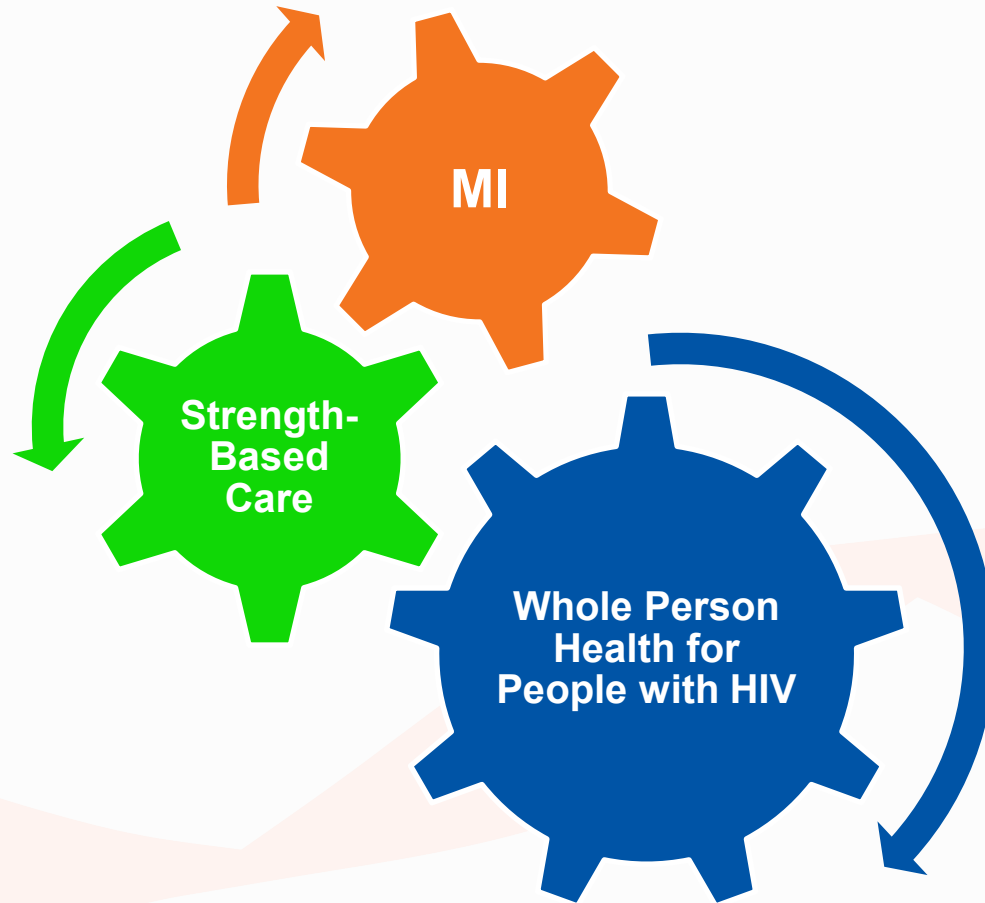 MI
Strength-
Based
Care
Whole Person
Health for
People with HIV